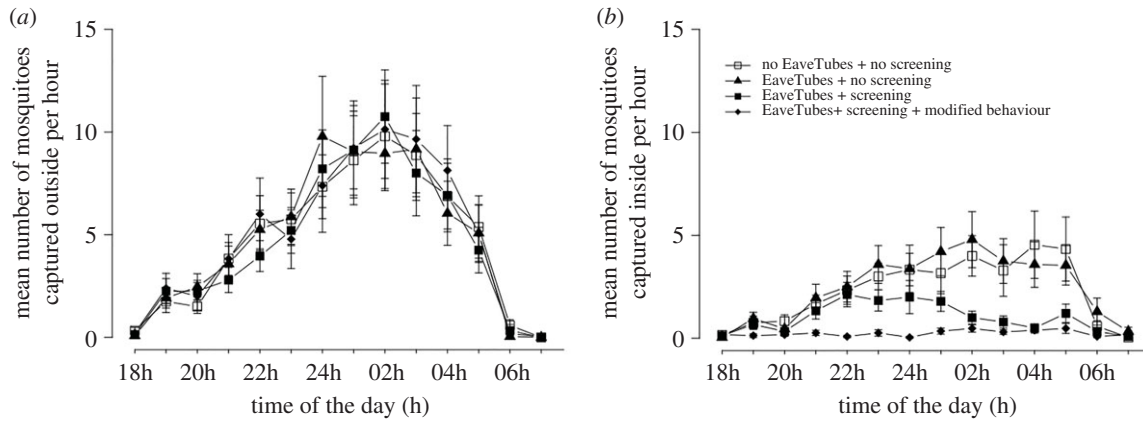 (a)
15
10
5
0
mean number of mosquitoes
captured outside per hour
18h 20h 22h 24h 02h 04h 06h
time of the day (h)
(b)
15
10
5
0
mean number of mosquitoes
captured inside per hour
no EaveTubes + no screening
EaveTubes + no screening
EaveTubes + screening
EaveTubes+ screening + modified behaviour
18h 20h 22h 24h 02h 04h 06h
time of the day (h)